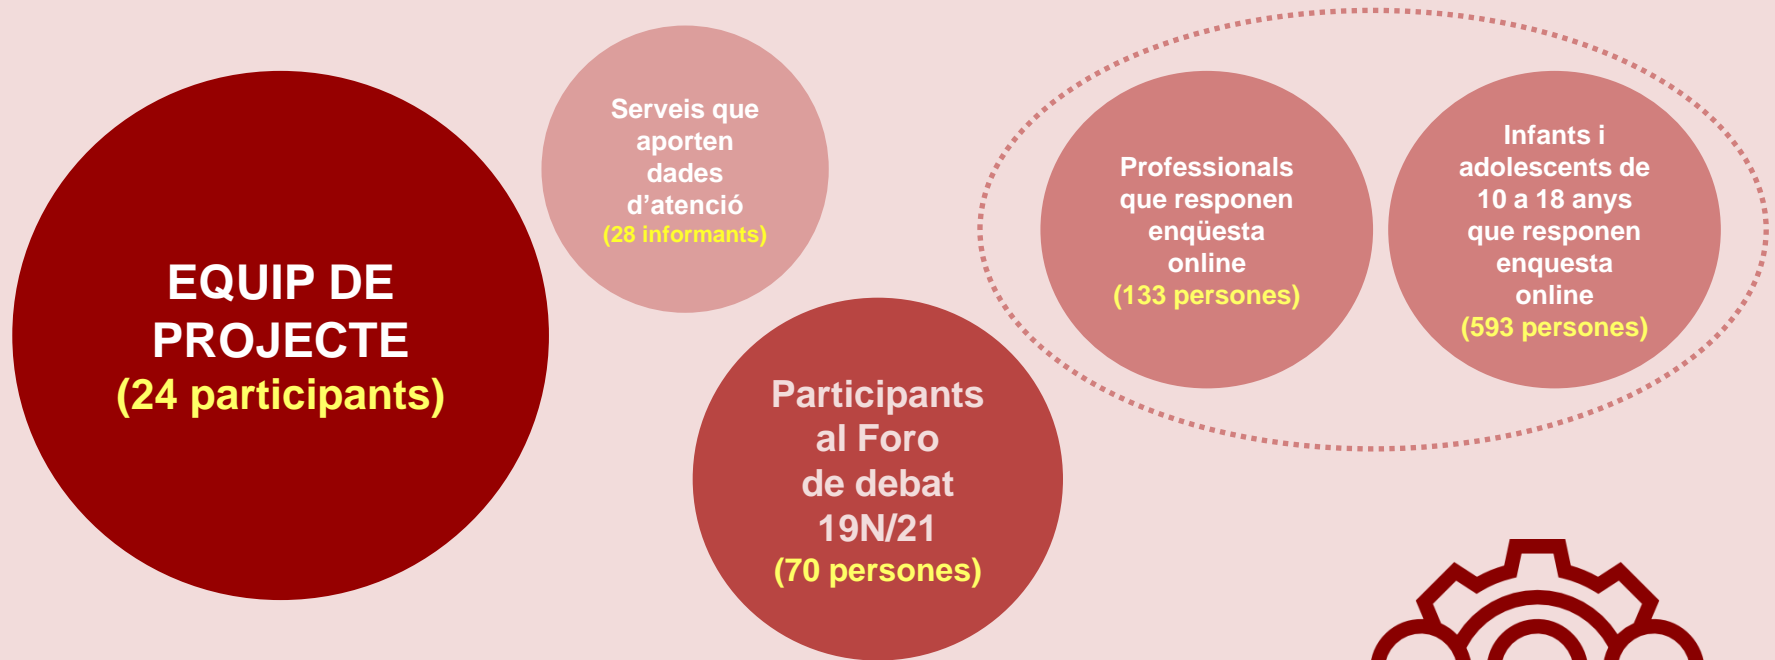 EQUIP DE
PROJECTE
(24 participants)
Serveis que
aporten
dades
d’atenció
(28 informants)
Participants
al Foro
de debat
19N/21
(70 persones)
Professionals
que responen
enqüesta
online
(133 persones)
Infants i
adolescents de
10 a 18 anys
que responen
enquesta
online
(593 persones)